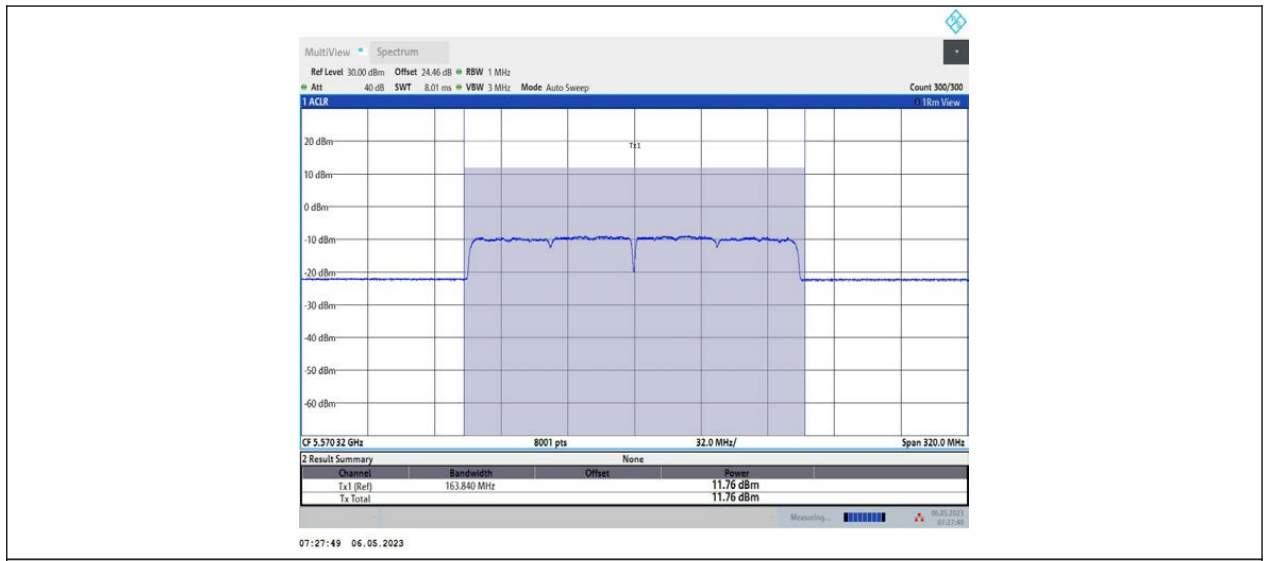 MultiView Spectrum
Ref Level 30.00 dBm Offset 24.46 dB RBW 1 MHz
Att 40 dB SWT 8.01 ms VBW 3 MHz Mode Auto Sweep Count 300/300
1 ACLR 1Rm View
Tx1
20 dBm
10 dBm
0 dBm
-10 dBm
-20 dBm
-30 dBm
-40 dBm
-50 dBm
-60 dBm
CF 5.57032 GHz 8001 pts 32.0 MHz/ Span 320.0 MHz
2 Result Summary None
Channel Bandwidth Offset Power
Tx1 (Ref) 163.840 MHz 11.76 dBm
Tx Total 11.76 dBm
Measuring... 06.05.2023
07:27:49
07:27:49 06.05.2023